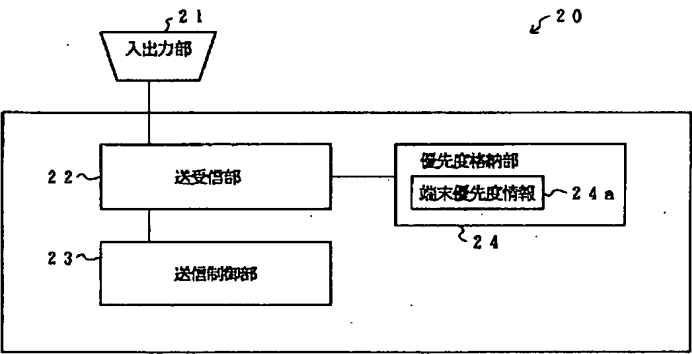 21
20
入出力部
22
送受信部
優先度格納部
端末優先度情報
24a
24
23
送信制御部